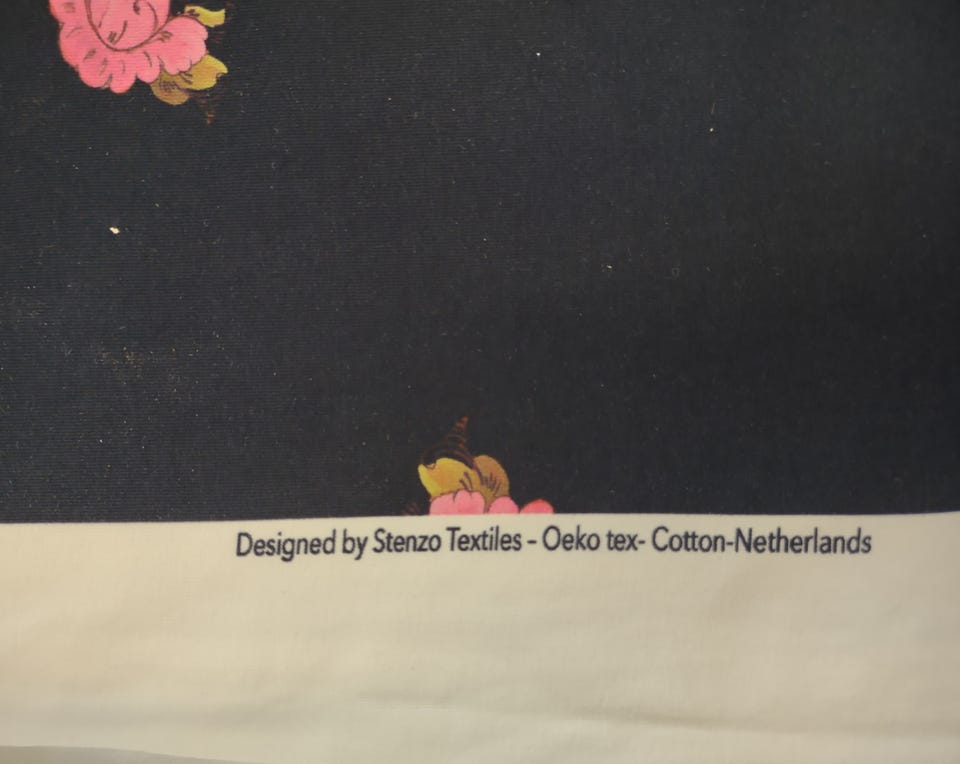 Designed by Stenzo Textiles - Oeko tex- Cotton-Netherlands